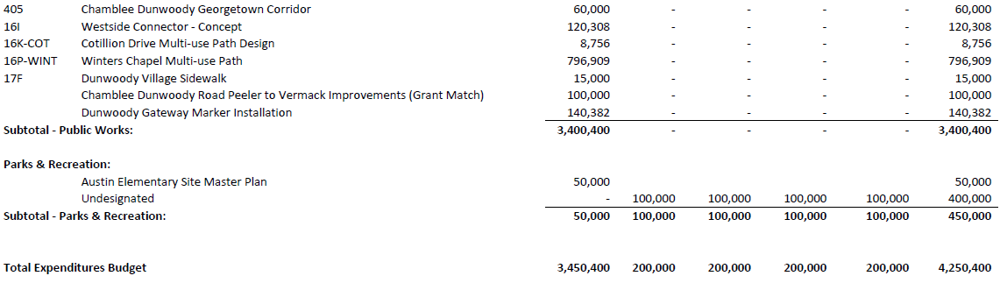 405 Chamblee Dunwoody Georgetown Corridor 60,000 - - - - 60,000
16I Westside Connector - Concept 120,308 - - - - 120,308
16K-COT Cotillion Drive Multi-use Path Design 8,756 - - - - 8,756
16P-WINT Winters Chapel Multi-use Path 796,909 - - - - 796,909
17F Dunwoody Village Sidewalk 15,000 - - - - 15,000
Chamblee Dunwoody Road Peeler to Vermack Improvements (Grant Match) 100,000 - - - - 100,000
Dunwoody Gateway Marker Installation 140,382 - - - - 140,382
Subtotal - Public Works: 3,400,400 - - - - 3,400,400
Parks & Recreation:
Austin Elementary Site Master Plan 50,000 50,000
Undesignated - 100,000 100,000 100,000 100,000 400,000
Subtotal - Parks & Recreation: 50,000 100,000 100,000 100,000 100,000 450,000
Total Expenditures Budget 3,450,400 200,000 200,000 200,000 200,000 4,250,400